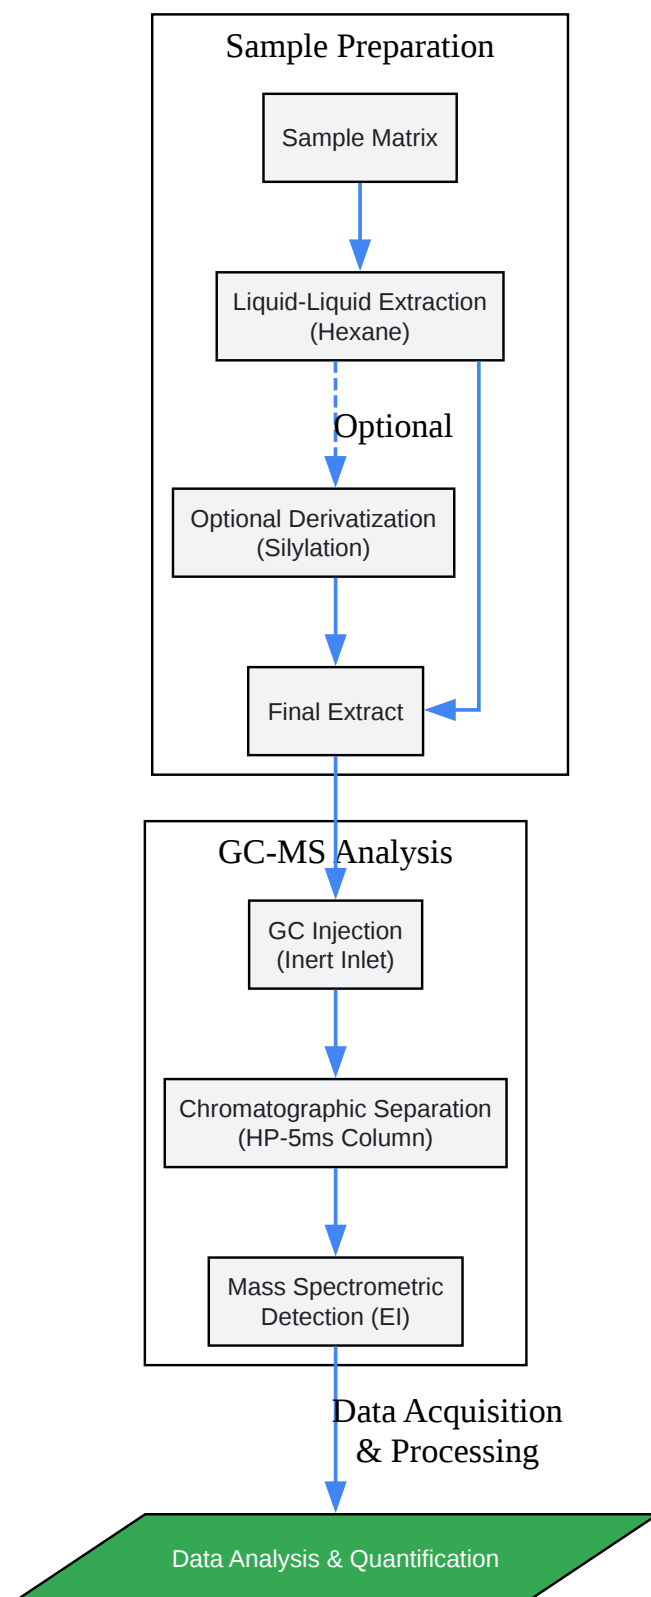 Sample Preparation
Sample Matrix
Liquid-Liquid Extraction
(Hexane)
Optional
Optional Derivatization
(Silylation)
Final Extract
GC-MS Analysis
GC Injection
(Inert Inlet)
Chromatographic Separation
(HP-5ms Column)
Mass Spectrometric
Detection (EI)
Data Acquisition
& Processing
Data Analysis & Quantification